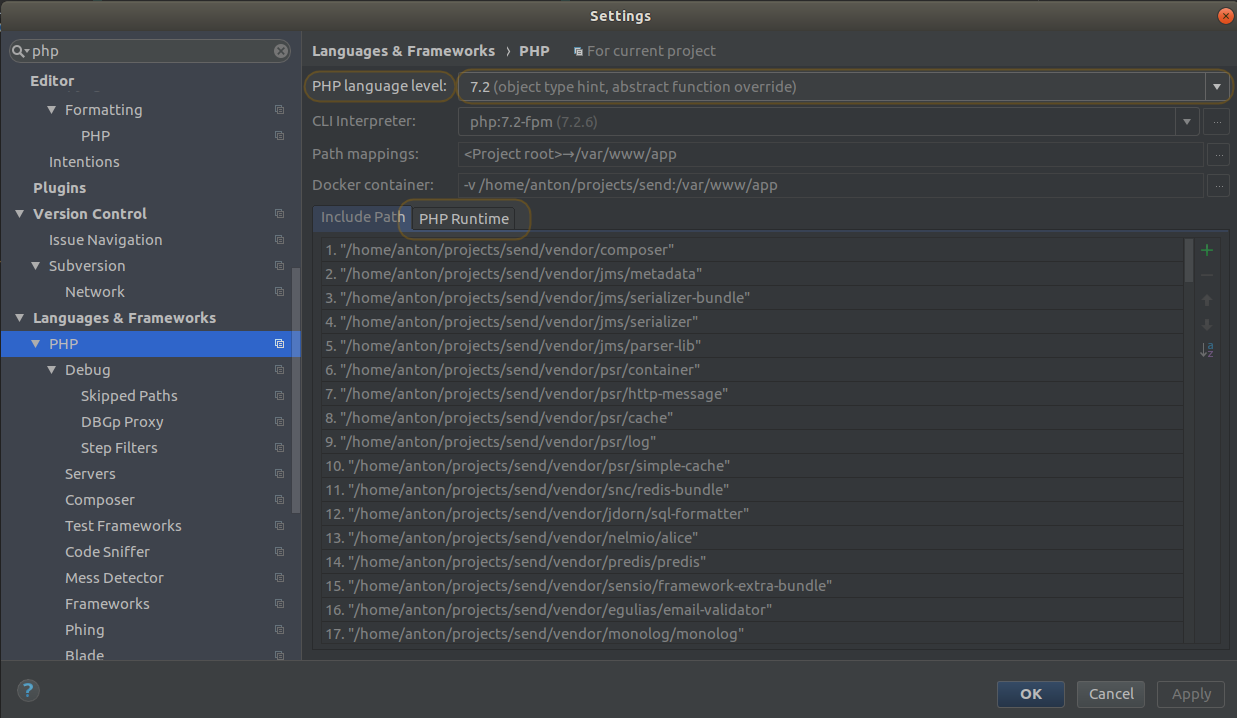 Settings
php
Editor
Formatting
PHP
Intentions
Plugins
Version Control
Issue Navigation
Subversion
Network
Languages & Frameworks
PHP
Debug
Skipped Paths
DBGp Proxy
Step Filters
Servers
Composer
Test Frameworks
Code Sniffer
Mess Detector
Frameworks
Phing
Blade
Languages & Frameworks › PHP For current project
PHP language level: 7.2 (object type hint, abstract function override)
CLI Interpreter: php:7.2-fpm (7.2.6) ...
Path mappings: <Project root>→/var/www/app ...
Docker container: -v /home/anton/projects/send:/var/www/app ...
Include Path PHP Runtime
1. "/home/anton/projects/send/vendor/composer"
2. "/home/anton/projects/send/vendor/jms/metadata"
3. "/home/anton/projects/send/vendor/jms/serializer-bundle"
4. "/home/anton/projects/send/vendor/jms/serializer"
5. "/home/anton/projects/send/vendor/jms/parser-lib"
6. "/home/anton/projects/send/vendor/psr/container"
7. "/home/anton/projects/send/vendor/psr/http-message"
8. "/home/anton/projects/send/vendor/psr/cache"
9. "/home/anton/projects/send/vendor/psr/log"
10. "/home/anton/projects/send/vendor/psr/simple-cache"
11. "/home/anton/projects/send/vendor/snc/redis-bundle"
12. "/home/anton/projects/send/vendor/jdorn/sql-formatter"
13. "/home/anton/projects/send/vendor/nelmio/alice"
14. "/home/anton/projects/send/vendor/predis/predis"
15. "/home/anton/projects/send/vendor/sensio/framework-extra-bundle"
16. "/home/anton/projects/send/vendor/egulias/email-validator"
17. "/home/anton/projects/send/vendor/monolog/monolog"
? OK Cancel Apply